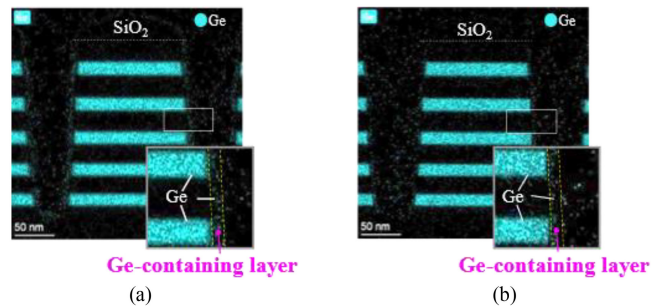 Ge
SiO₂
Ge
50 nm
Ge-containing layer
(a)
Ge
SiO₂
Ge
50 nm
Ge-containing layer
(b)